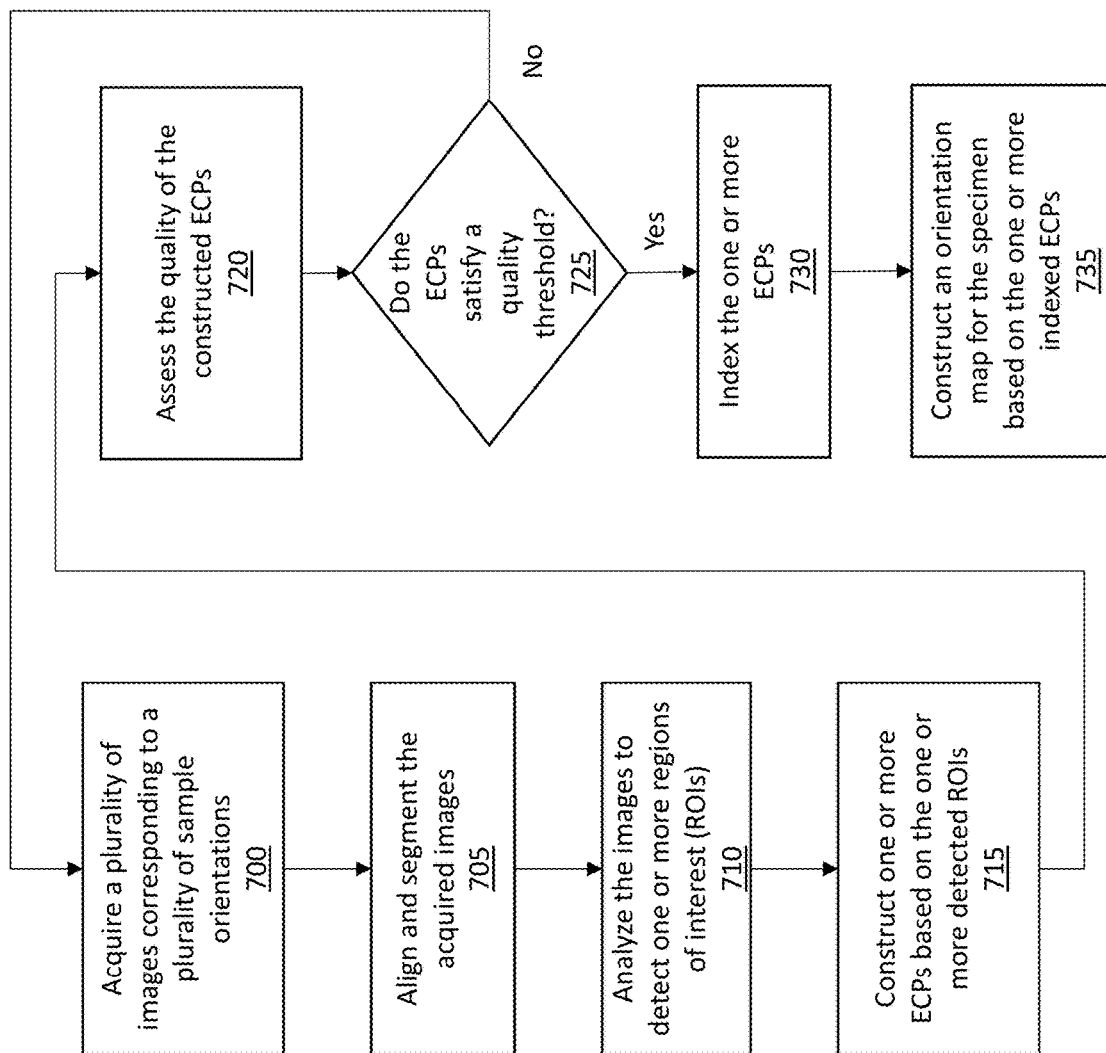 Acquire a plurality of
images corresponding to a
plurality of sample
orientations
700
Align and segment the
acquired images
705
Analyze the images to
detect one or more regions
of interest (ROIs)
710
Construct one or more
ECPs based on the one or
more detected ROIs
715
Assess the quality of the
constructed ECPs
720
Do the
ECPs
satisfy a
quality
threshold?
725
No
Yes
Index the one or more
ECPs
730
Construct an orientation
map for the specimen
based on the one or more
indexed ECPs
735